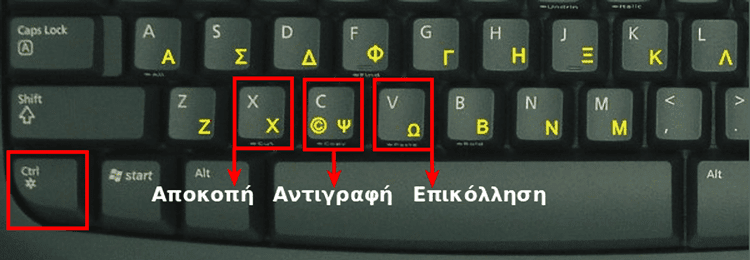 Caps Lock A A Α S Σ D Δ F Φ G Γ H Η J Ξ K Κ L Λ
Shift Z Ζ X Χ C © Ψ V Ω B Β N Ν M Μ < , > .
Ctrl start Alt Alt
Αποκοπή Αντιγραφή Επικόλληση